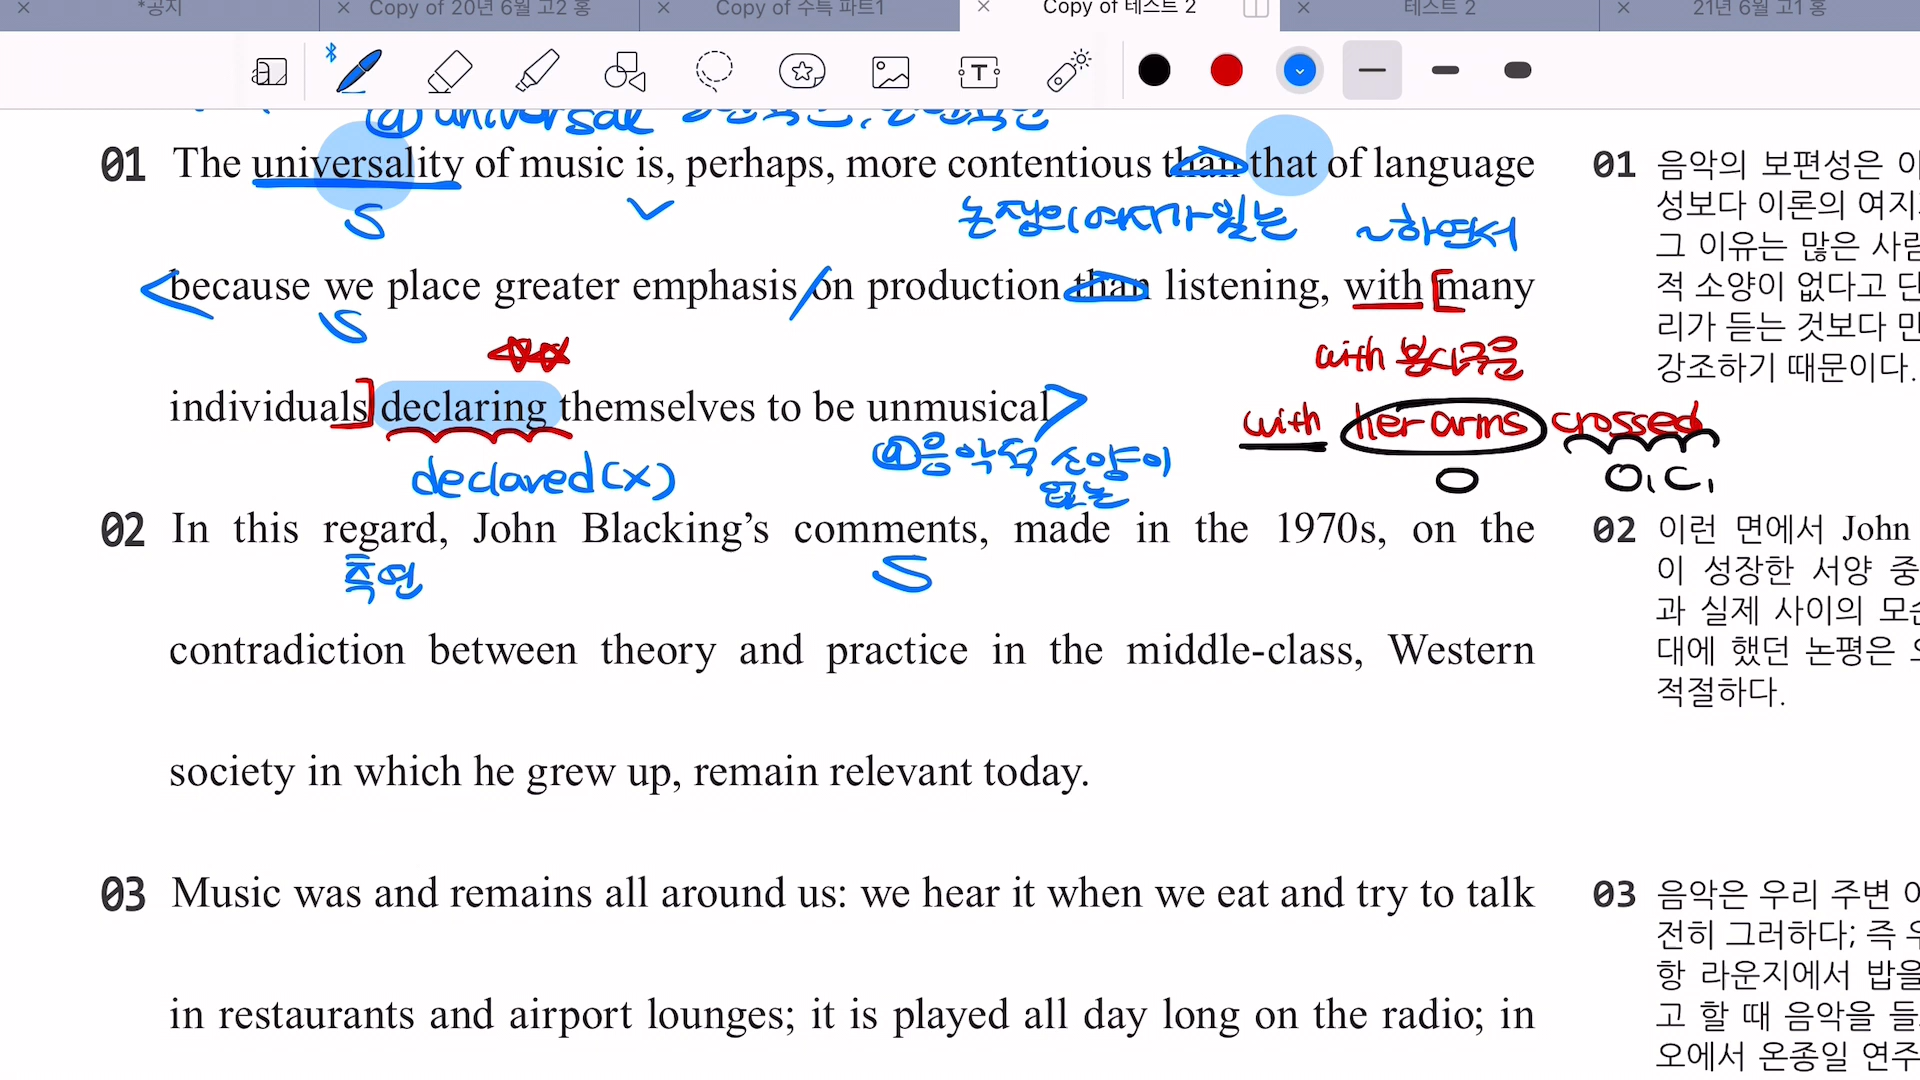 *공지
Copy of 20년 6월 고2 홍
Copy of 수특 파트1
Copy of 테스트 2
테스트 2
21년 6월 고1 홍
ⓐ universal
01 The universality of music is, perhaps, more contentious than that of language
S
논쟁의 여지가 있는
~하면서
because we place greater emphasis on production than listening, with [many
S
with 분사구문
individuals] declaring themselves to be unmusical
with her arms crossed
declared(x)
ⓐ음악적 소양이
없는
O
O.C.
02 In this regard, John Blacking's comments, made in the 1970s, on the
측면
S
contradiction between theory and practice in the middle-class, Western
society in which he grew up, remain relevant today.
03 Music was and remains all around us: we hear it when we eat and try to talk
in restaurants and airport lounges; it is played all day long on the radio; in
01 음악의 보편성은
성보다 이론의 여지
그 이유는 많은 사람
적 소양이 없다고
리가 듣는 것보다
강조하기 때문이다.
02 이런 면에서 John
이 성장한 서양 중
과 실제 사이의
대에 했던 논평은
적절하다.
03 음악은 우리 주변
전히 그러하다; 즉
항 라운지에서 밥을
고 할 때 음악을
오에서 온종일 연주